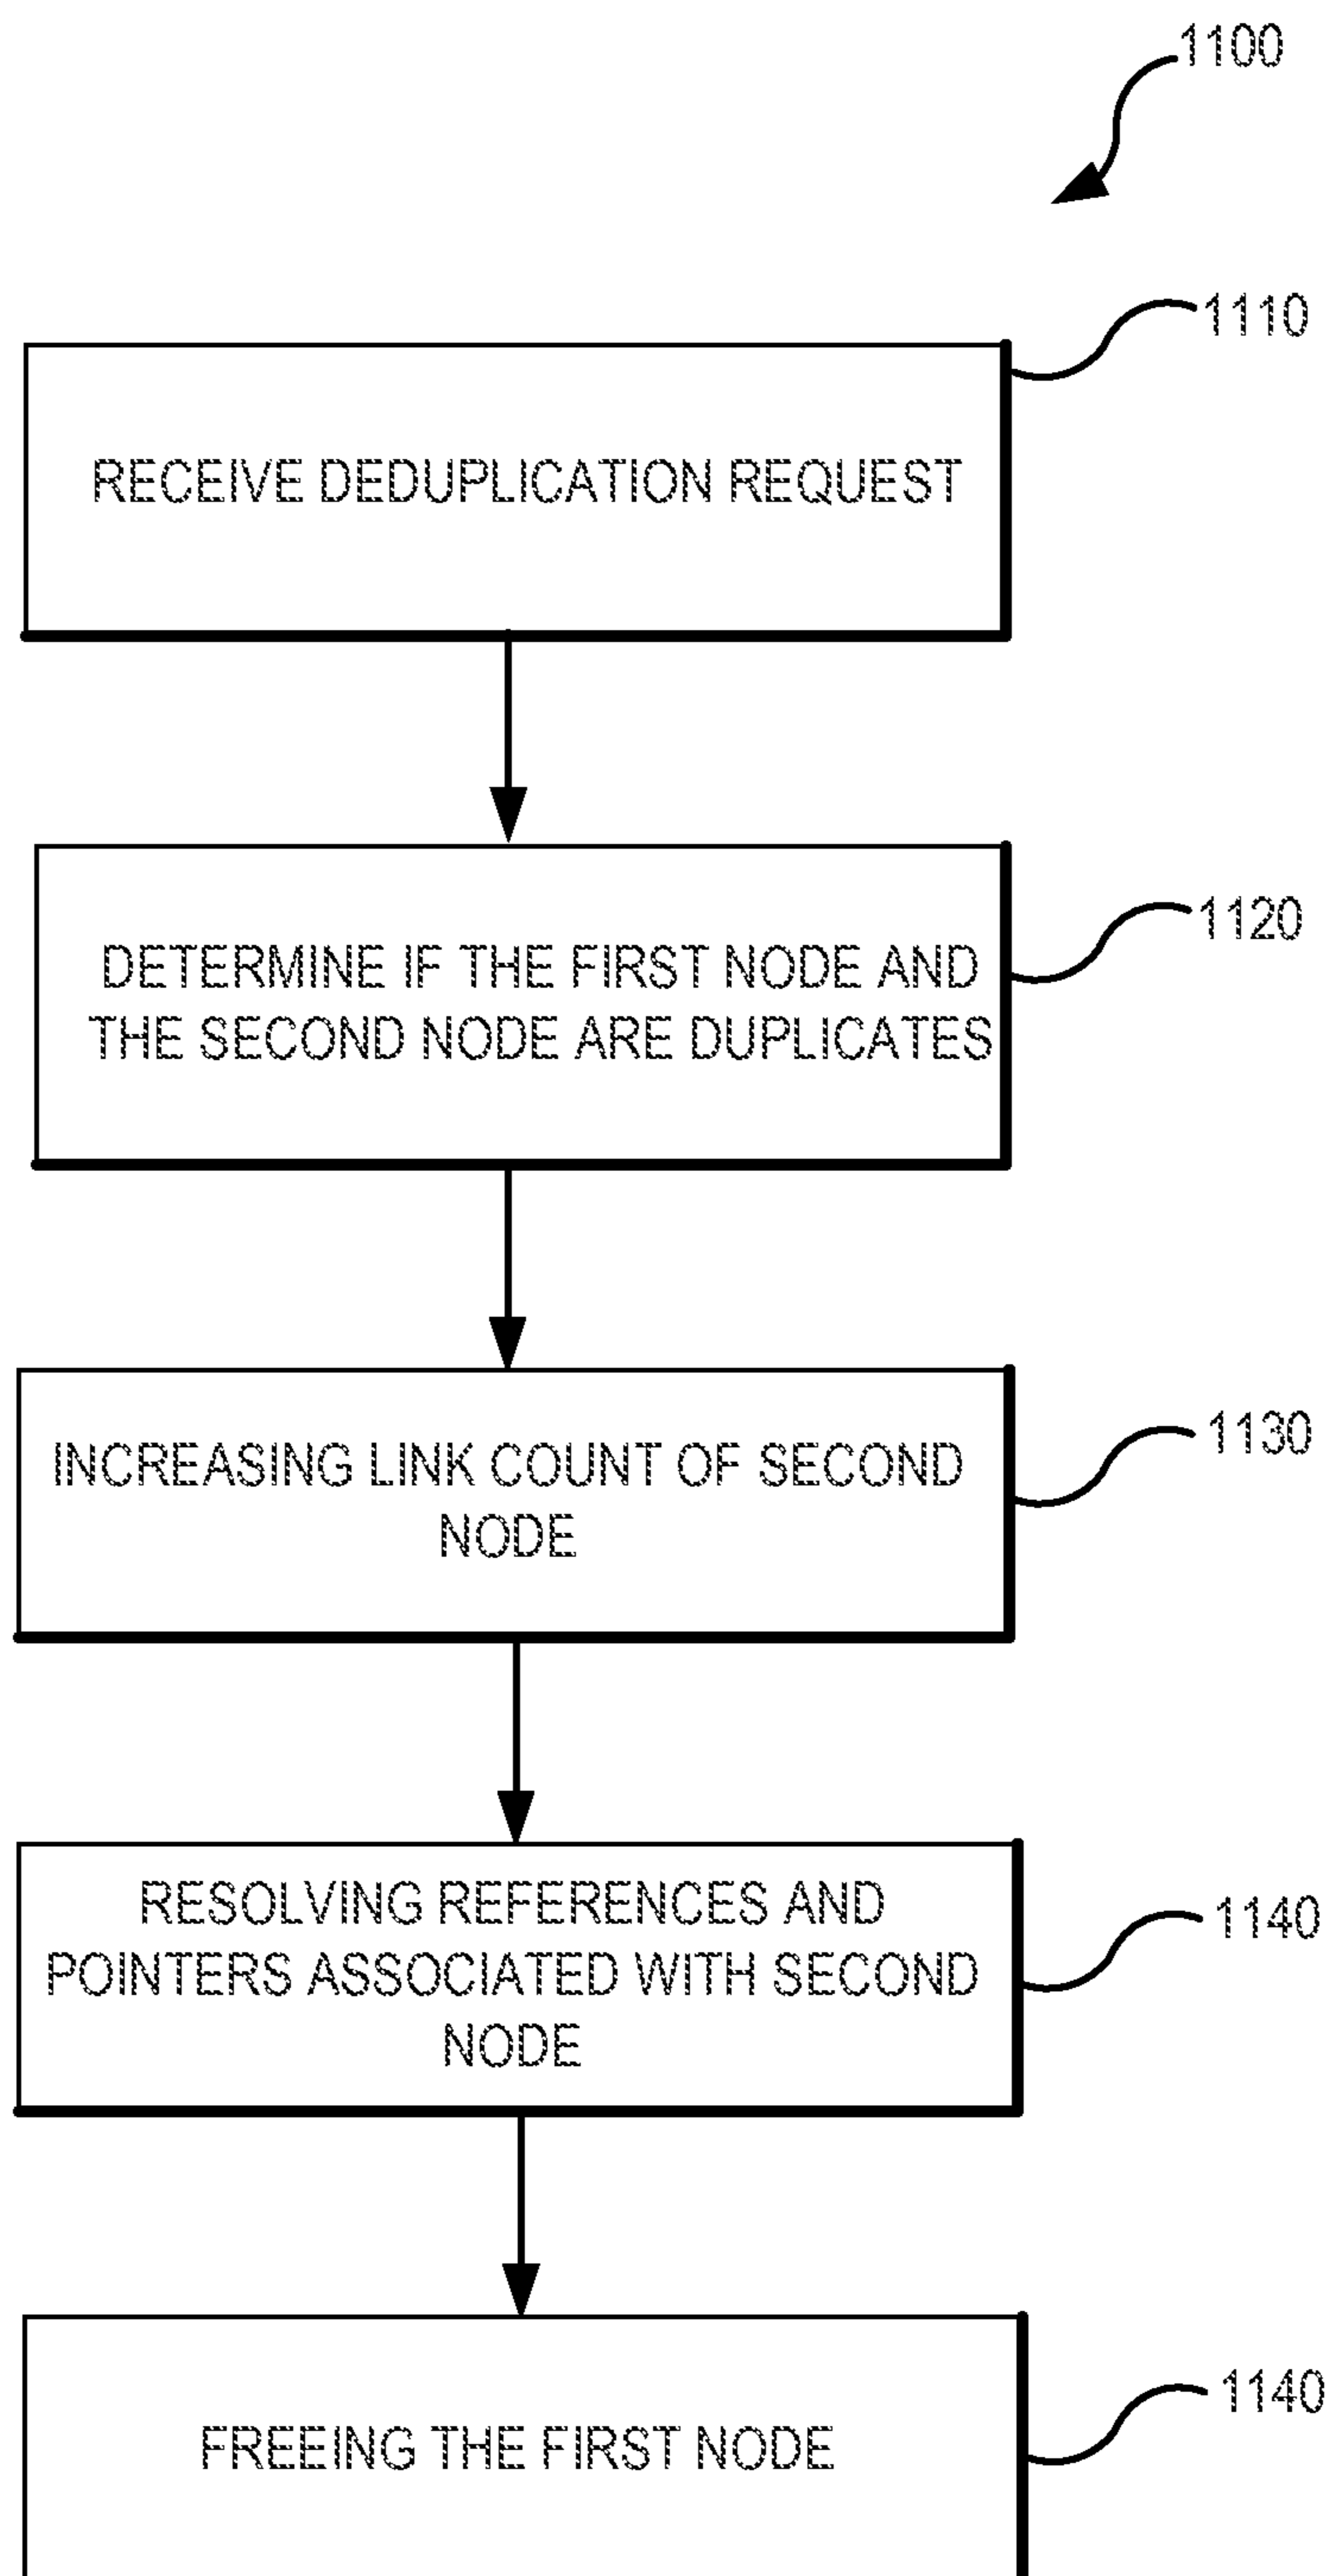 1100
1110
RECEIVE DEDUPLICATION REQUEST
1120
DETERMINE IF THE FIRST NODE AND
THE SECOND NODE ARE DUPLICATES
1130
INCREASING LINK COUNT OF SECOND
NODE
1140
RESOLVING REFERENCES AND
POINTERS ASSOCIATED WITH SECOND
NODE
1140
FREEING THE FIRST NODE